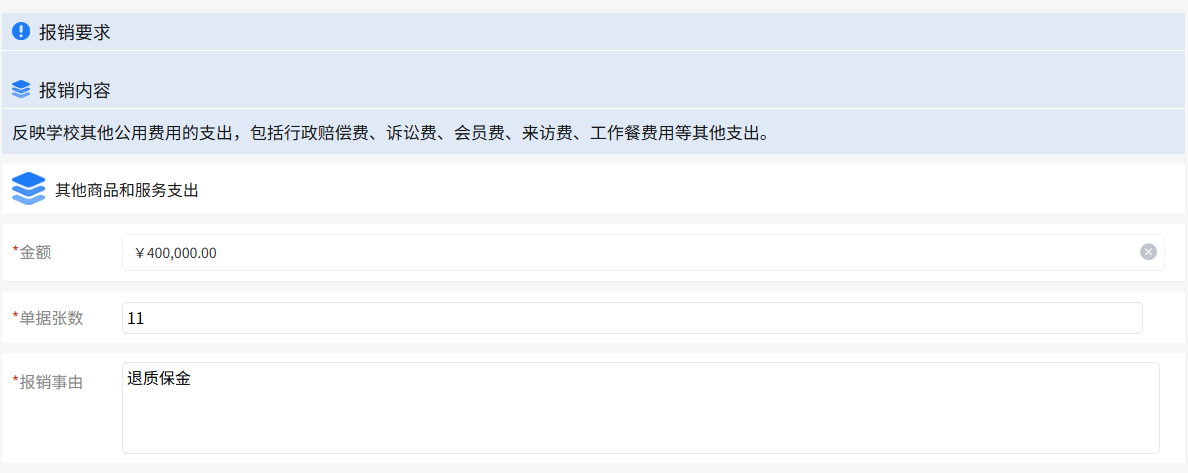 报销要求
报销内容
反映学校其他公用费用的支出，包括行政赔偿费、诉讼费、会员费、来访费、工作餐费用等其他支出。
其他商品和服务支出
*金额 ￥400,000.00
*单据张数 11
*报销事由 退质保金